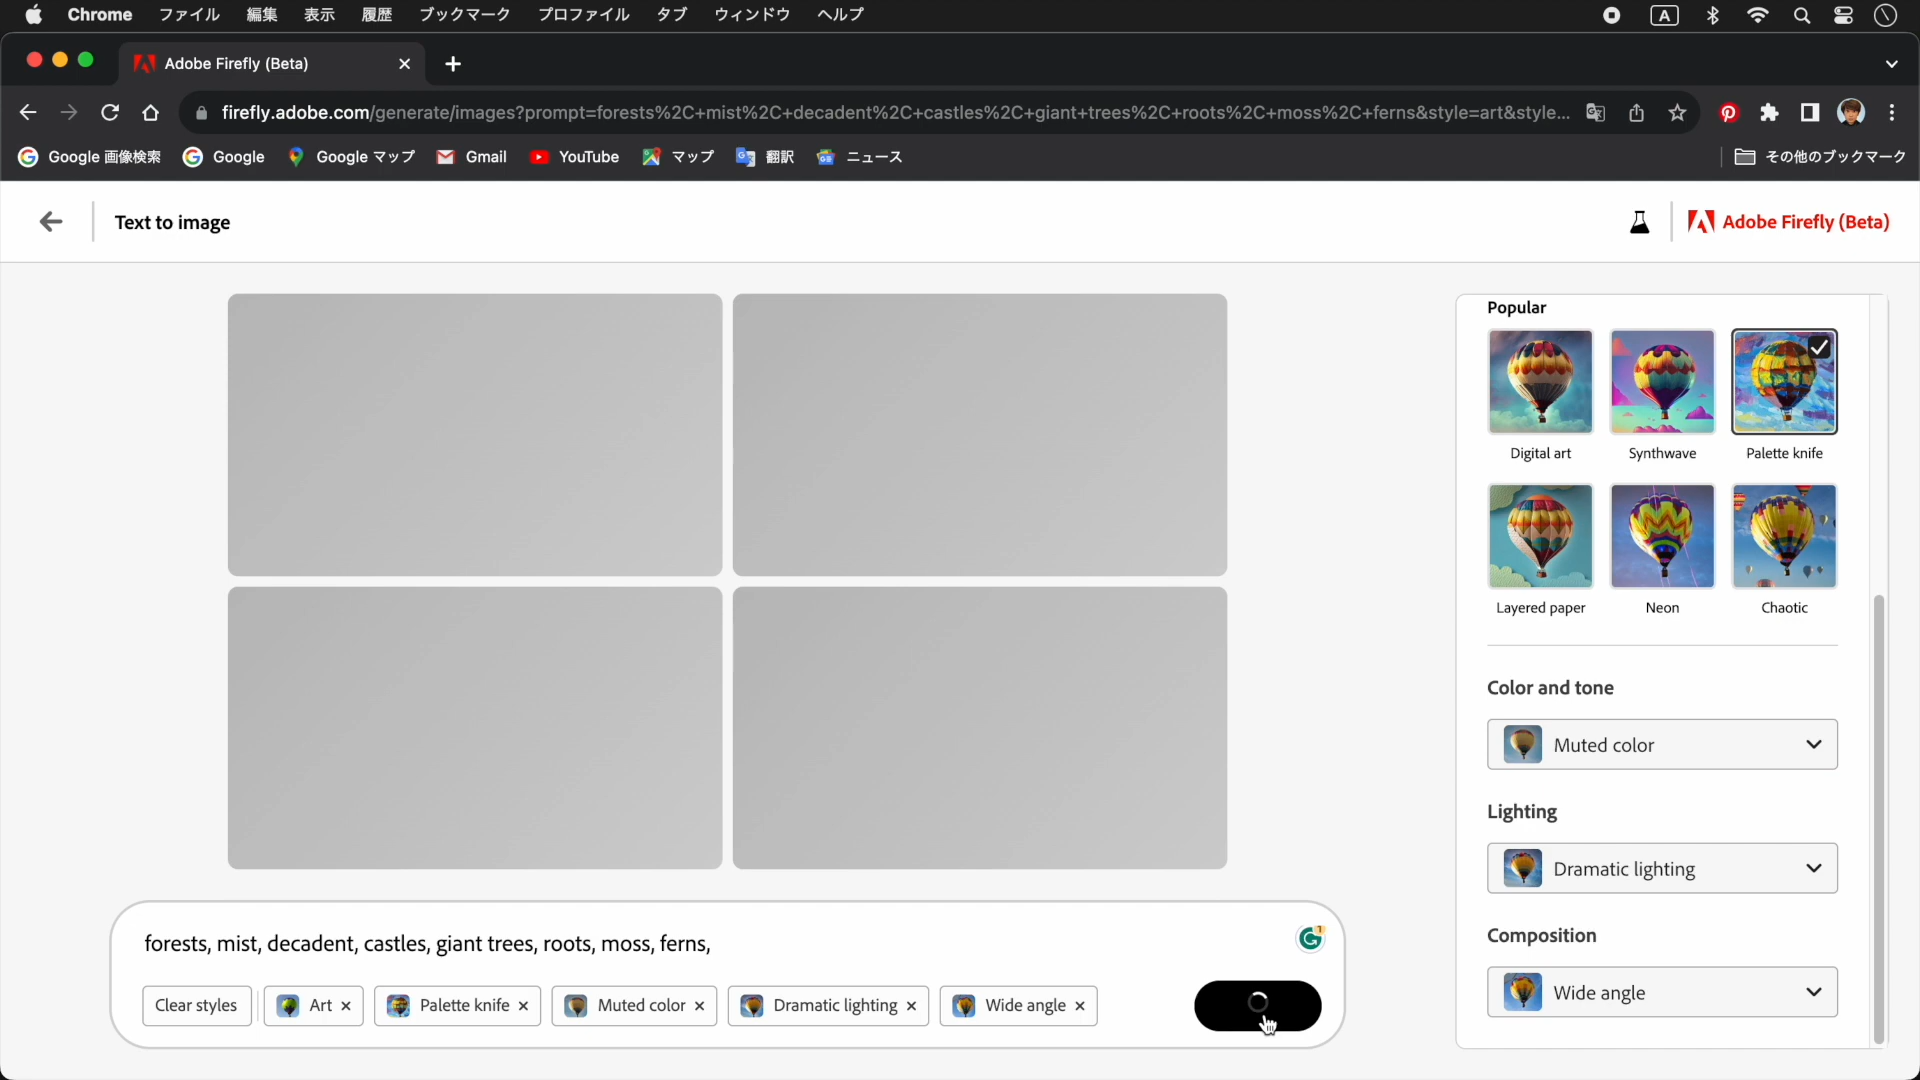 Chrome ファイル 編集 表示 履歴 ブックマーク プロファイル タブ ウィンドウ ヘルプ A
Adobe Firefly (Beta)
firefly.adobe.com/generate/images?prompt=forests%2C+mist%2C+decadent%2C+castles%2C+giant+trees%2C+roots%2C+moss%2C+ferns&style=art&style...
Google 画像検索 Google Google マップ Gmail YouTube マップ 翻訳 ニュース その他のブックマーク
Text to image
Adobe Firefly (Beta)
Popular
Digital art Synthwave Palette knife
Layered paper Neon Chaotic
Color and tone
Muted color
Lighting
Dramatic lighting
Composition
Wide angle
forests, mist, decadent, castles, giant trees, roots, moss, ferns,
1
Clear styles Art Palette knife Muted color Dramatic lighting Wide angle